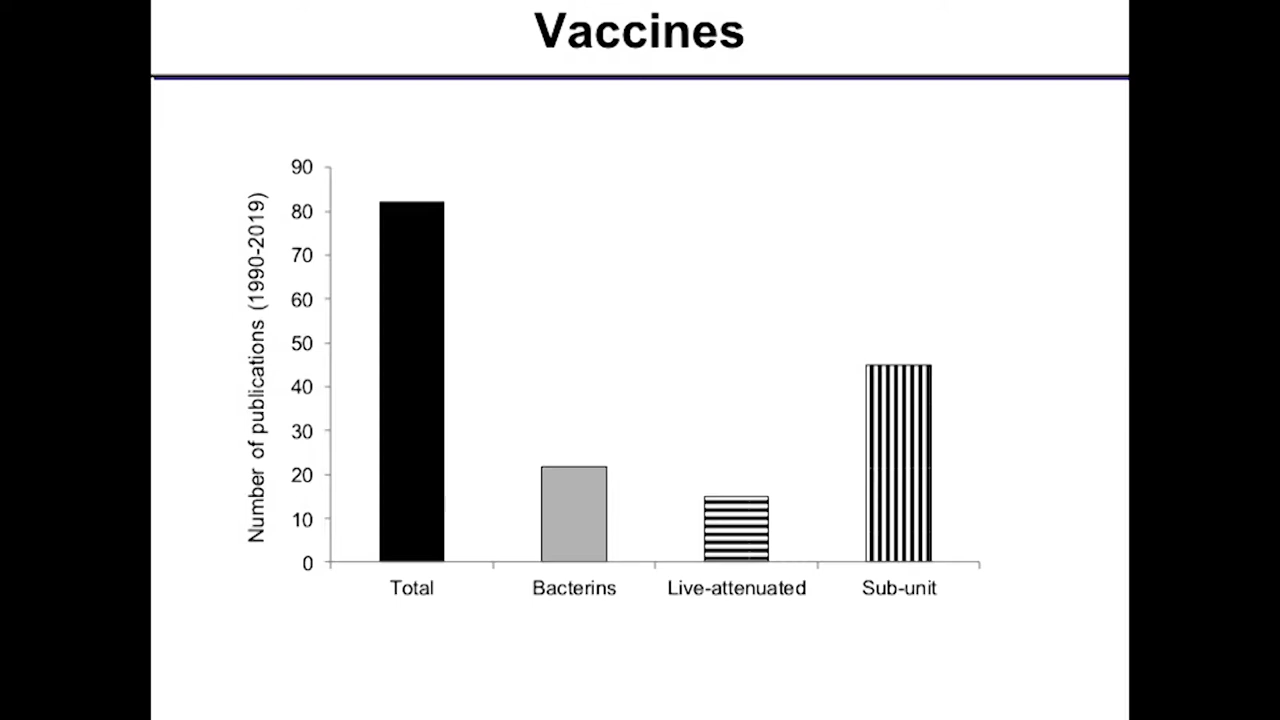 Vaccines
90
80
70
60
50
40
30
20
10
0
Number of publications (1990-2019)
Total
Bacterins
Live-attenuated
Sub-unit